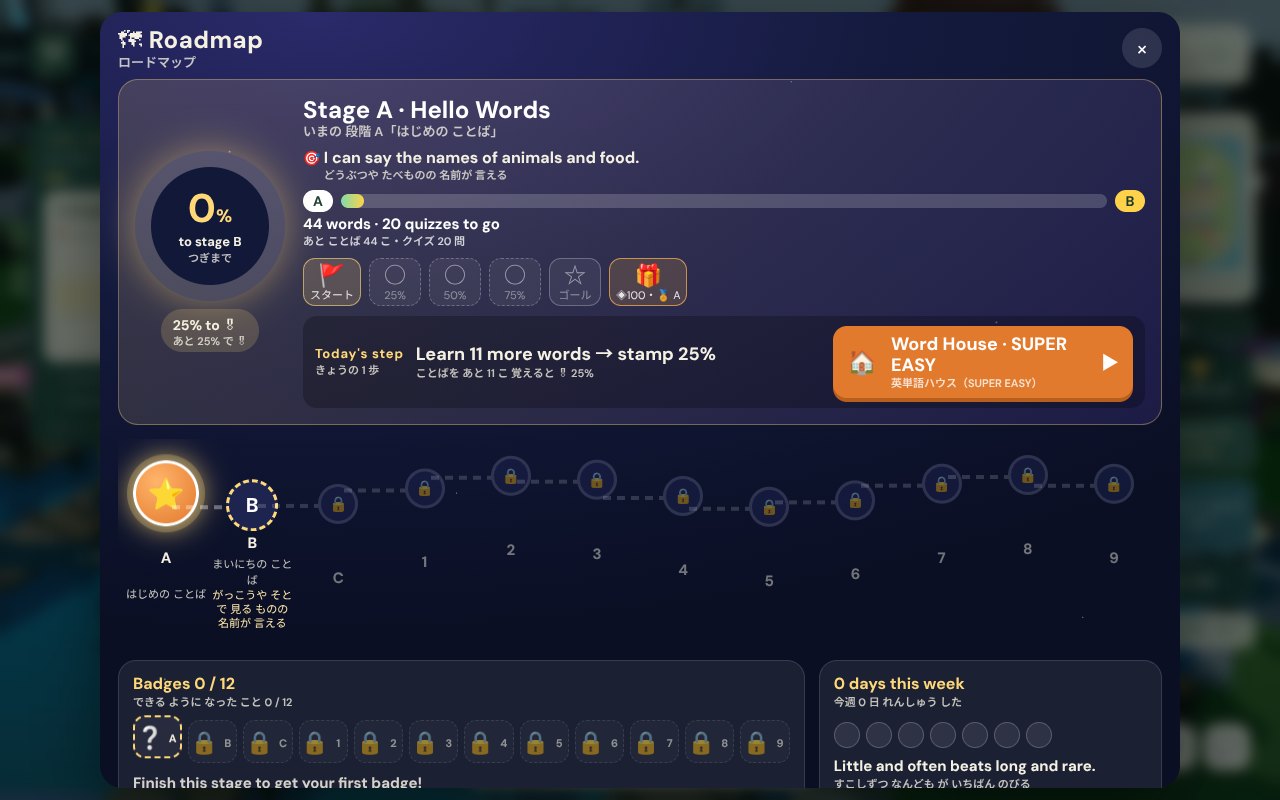 Roadmap
ロードマップ
×
Stage A · Hello Words
いまの 段階 A「はじめの ことば」
I can say the names of animals and food.
どうぶつや たべものの 名前が 言える
0%
to stage B
つぎまで
A
B
44 words · 20 quizzes to go
あと ことば 44 こ・クイズ 20 問
スタート
25%
50%
75%
ゴール
◈100・🏅 A
25% to 🎖
あと 25% で 🎖
Today's step
きょうの 1 歩
Learn 11 more words → stamp 25%
ことばを あと 11 こ 覚えると 🎖 25%
Word House · SUPER
EASY
英単語ハウス（SUPER EASY）
B
A
はじめの ことば
B
まいにちの こと
ば
がっこうや そと
で 見る ものの
名前が 言える
C
1
2
3
4
5
6
7
8
9
Badges 0 / 12
できる ように なった こと 0 / 12
? A
B
C
1
2
3
4
5
6
7
8
9
Finish this stage to get your first badge!
0 days this week
今週 0 日 れんしゅう した
Little and often beats long and rare.
すこしずつ なんども が いちばん のびる